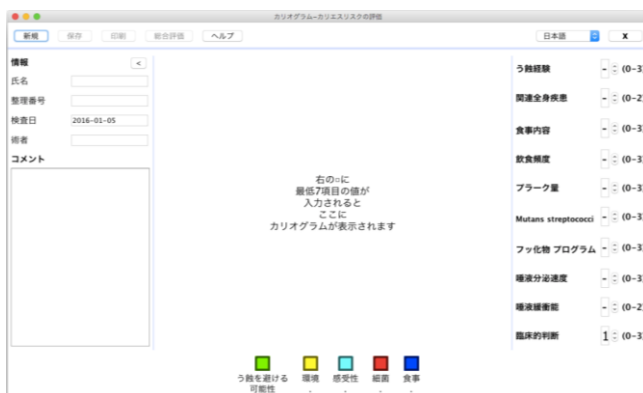 カリオグラム-カリエスリスクの評価
新規 保存 印刷 総合評価 ヘルプ 日本語 X
情報 <
氏名
整理番号
検査日 2016-01-05
術者
コメント
右の○に
最低7項目の値が
入力されると
ここに
カリオグラムが表示されます
う蝕経験 - (0-3
関連全身疾患 - (0-2
食事内容 - (0-3
飲食頻度 - (0-3
プラーク量 - (0-3
Mutans streptococci - (0-3
フッ化物 プログラム - (0-3
唾液分泌速度 - (0-3
唾液緩衝能 - (0-2
臨床的判断 1 (0-3
う蝕を避ける
可能性
環境
感受性
細菌
食事